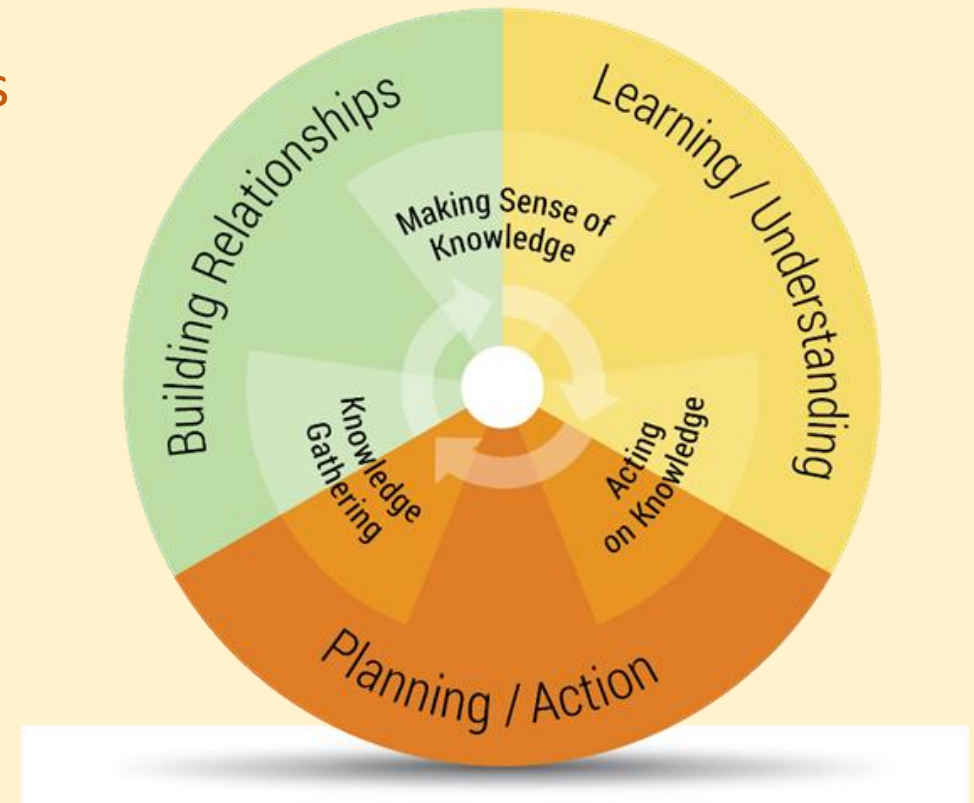 s
Building Relationships
Learning / Understanding
Making Sense of
Knowledge
Knowledge
Gathering
Acting
on Knowledge
Planning / Action